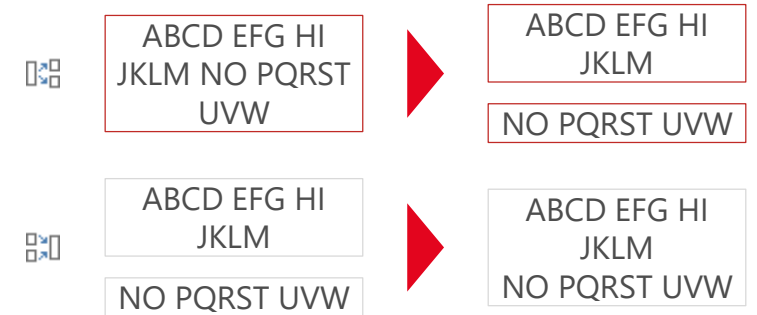 ABCD EFG HI
JKLM NO PQRST
UVW
ABCD EFG HI
JKLM
NO PQRST UVW
ABCD EFG HI
JKLM
NO PQRST UVW
ABCD EFG HI
JKLM
NO PQRST UVW